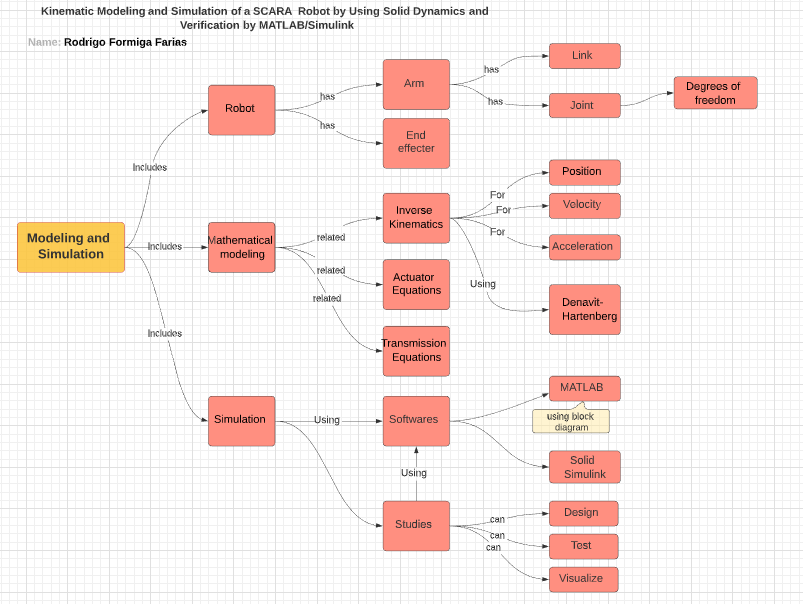 Kinematic Modeling and Simulation of a SCARA Robot by Using Solid Dynamics and
Verification by MATLAB/Simulink
Name: Rodrigo Formiga Farias
Link
has
Arm
has
has
Joint
Degrees of
freedom
Robot
has
End
effecter
Includes
Position
For
Velocity
For
Inverse
Kinematics
For
Acceleration
related
Modeling and
Simulation
Includes
Mathematical
modeling
related
Actuator
Equations
Using
related
Denavit-
Hartenberg
Includes
Transmission
Equations
MATLAB
using block
diagram
Simulation
Using
Softwares
Solid
Simulink
Using
Design
can
Studies
can
Test
can
Visualize